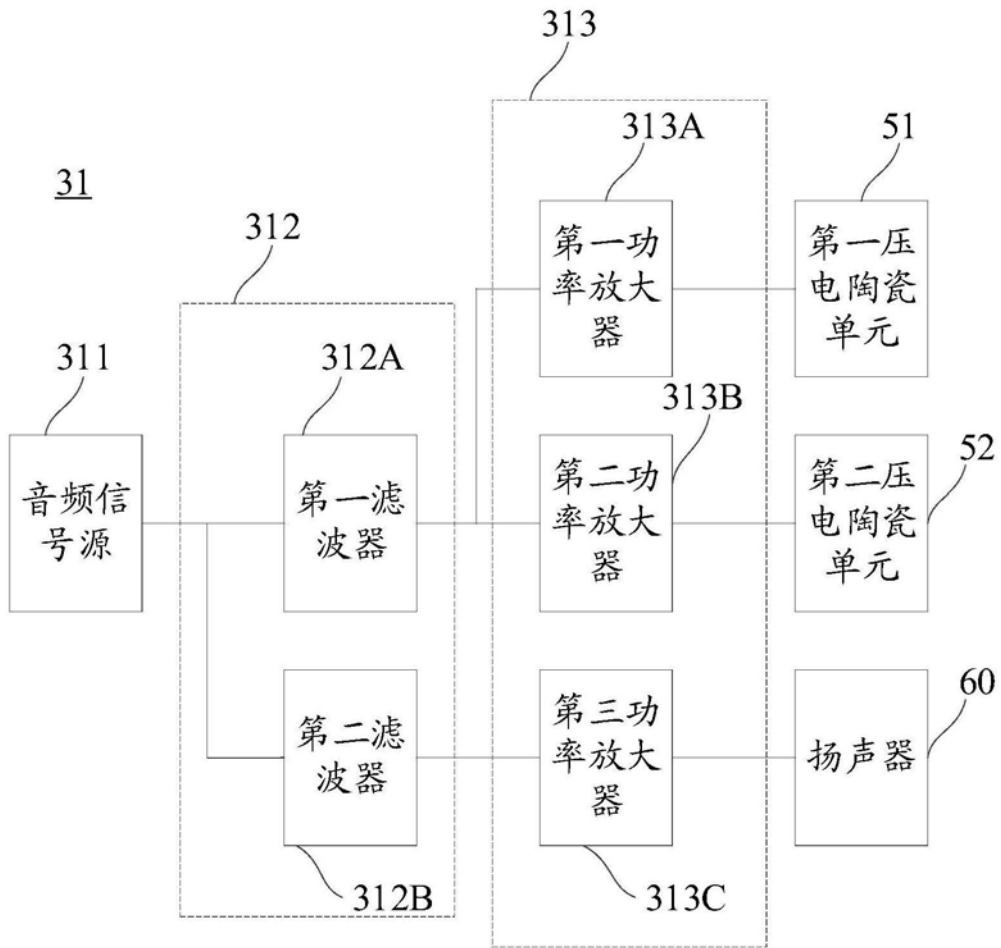 313
313A
51
31
第一功
率放大
器
第一压
电陶瓷
单元
312
311
312A
313B
52
音频信
号源
第一滤
波器
第二功
率放大
器
第二压
电陶瓷
单元
60
第二滤
波器
第三功
率放大
器
扬声器
312B
313C